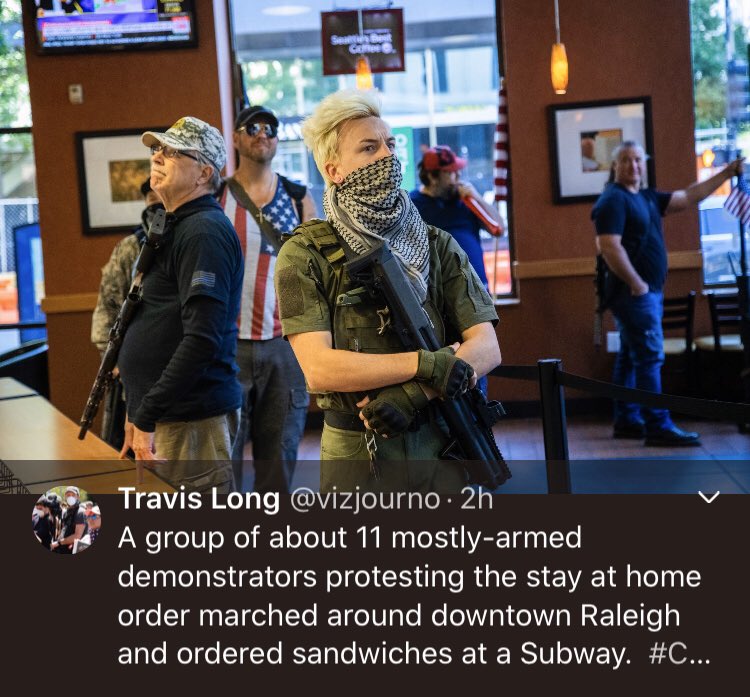 Seattle's Best
Coffee
Travis Long @vizjourno · 2h
A group of about 11 mostly-armed
demonstrators protesting the stay at home
order marched around downtown Raleigh
and ordered sandwiches at a Subway. #C...